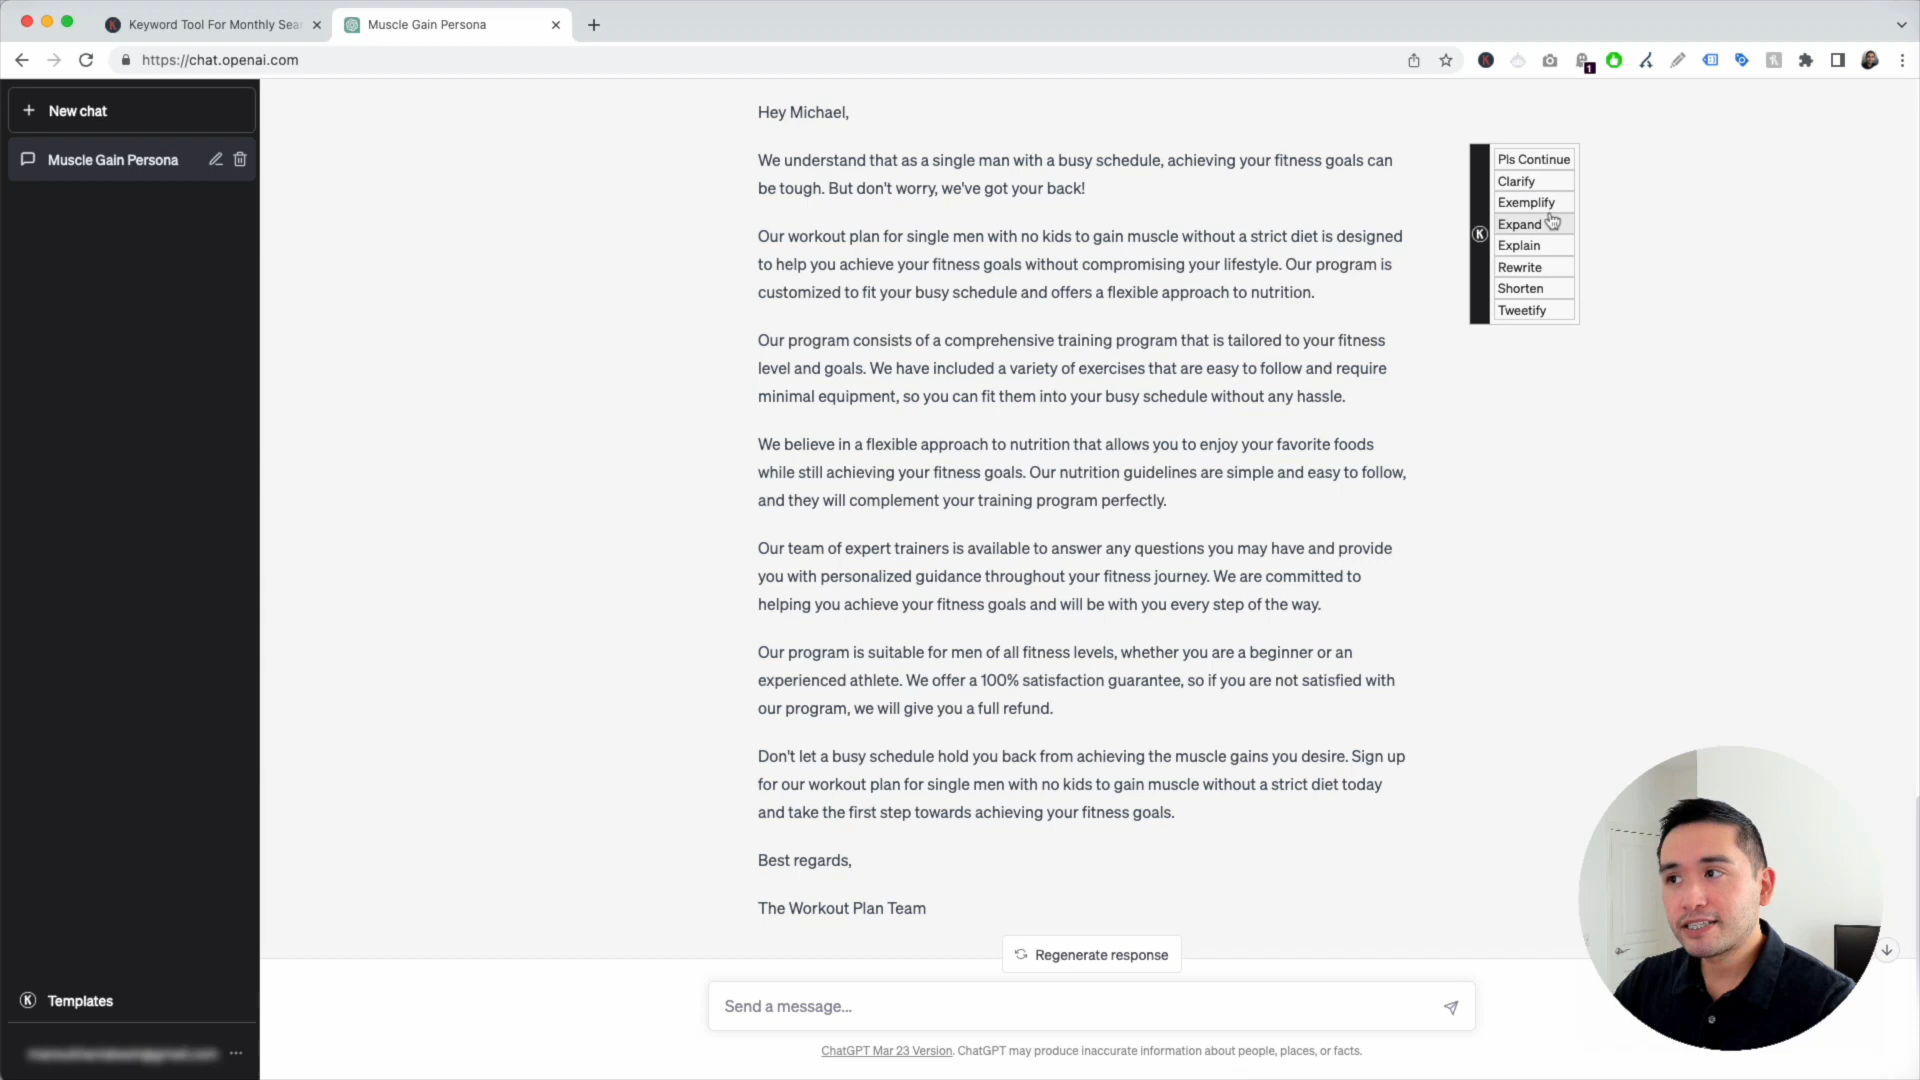 Keyword Tool For Monthly Sea
Muscle Gain Persona
https://chat.openai.com
1
New chat
Muscle Gain Persona
Hey Michael,
We understand that as a single man with a busy schedule, achieving your fitness goals can
be tough. But don't worry, we've got your back!
Our workout plan for single men with no kids to gain muscle without a strict diet is designed
to help you achieve your fitness goals without compromising your lifestyle. Our program is
customized to fit your busy schedule and offers a flexible approach to nutrition.
Our program consists of a comprehensive training program that is tailored to your fitness
level and goals. We have included a variety of exercises that are easy to follow and require
minimal equipment, so you can fit them into your busy schedule without any hassle.
We believe in a flexible approach to nutrition that allows you to enjoy your favorite foods
while still achieving your fitness goals. Our nutrition guidelines are simple and easy to follow,
and they will complement your training program perfectly.
Our team of expert trainers is available to answer any questions you may have and provide
you with personalized guidance throughout your fitness journey. We are committed to
helping you achieve your fitness goals and will be with you every step of the way.
Our program is suitable for men of all fitness levels, whether you are a beginner or an
experienced athlete. We offer a 100% satisfaction guarantee, so if you are not satisfied with
our program, we will give you a full refund.
Don't let a busy schedule hold you back from achieving the muscle gains you desire. Sign up
for our workout plan for single men with no kids to gain muscle without a strict diet today
and take the first step towards achieving your fitness goals.
Best regards,
The Workout Plan Team
K
Pls Continue
Clarify
Exemplify
Expand
Explain
Rewrite
Shorten
Tweetify
Regenerate response
Send a message...
ChatGPT Mar 23 Version. ChatGPT may produce inaccurate information about people, places, or facts.
K Templates